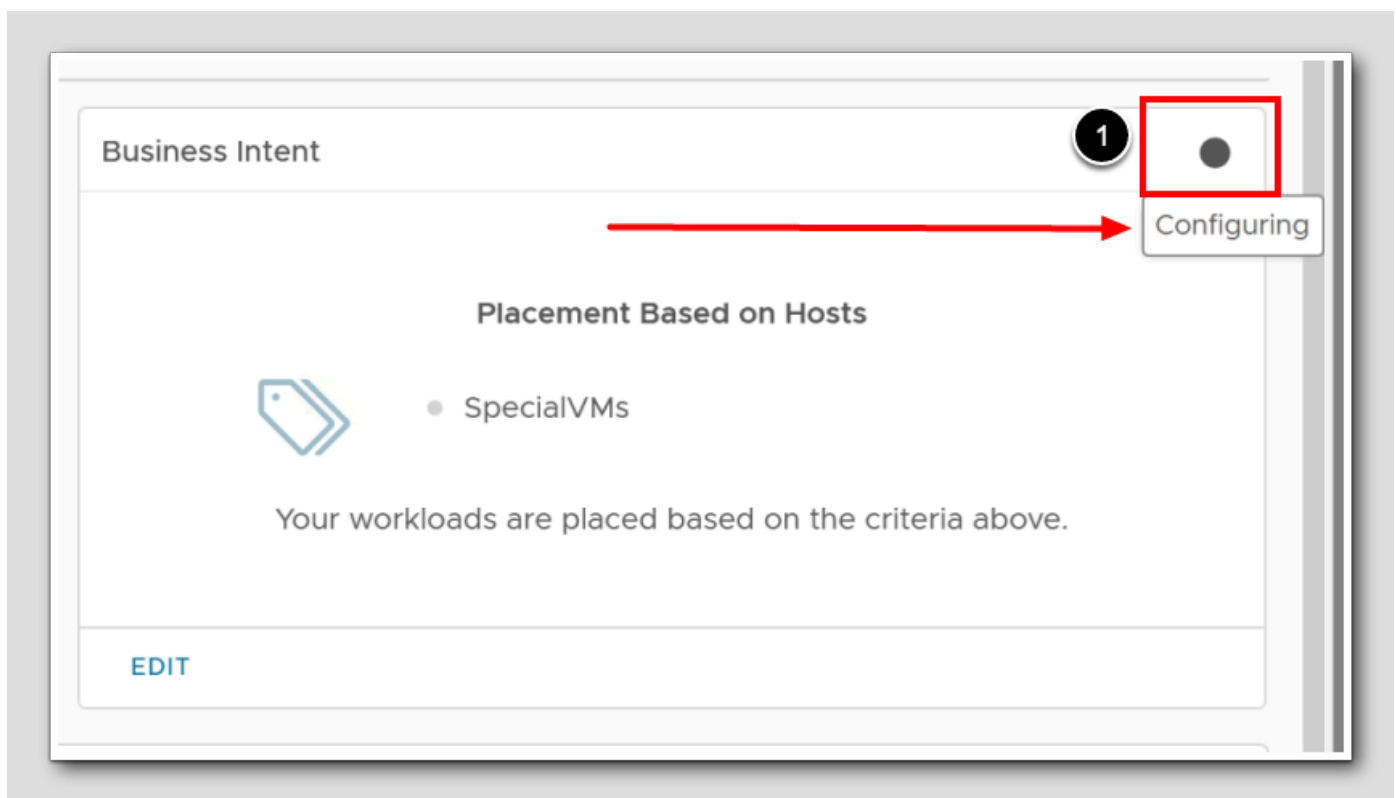 Business Intent
1
Configuring
Placement Based on Hosts
SpecialVMs
Your workloads are placed based on the criteria above.
EDIT